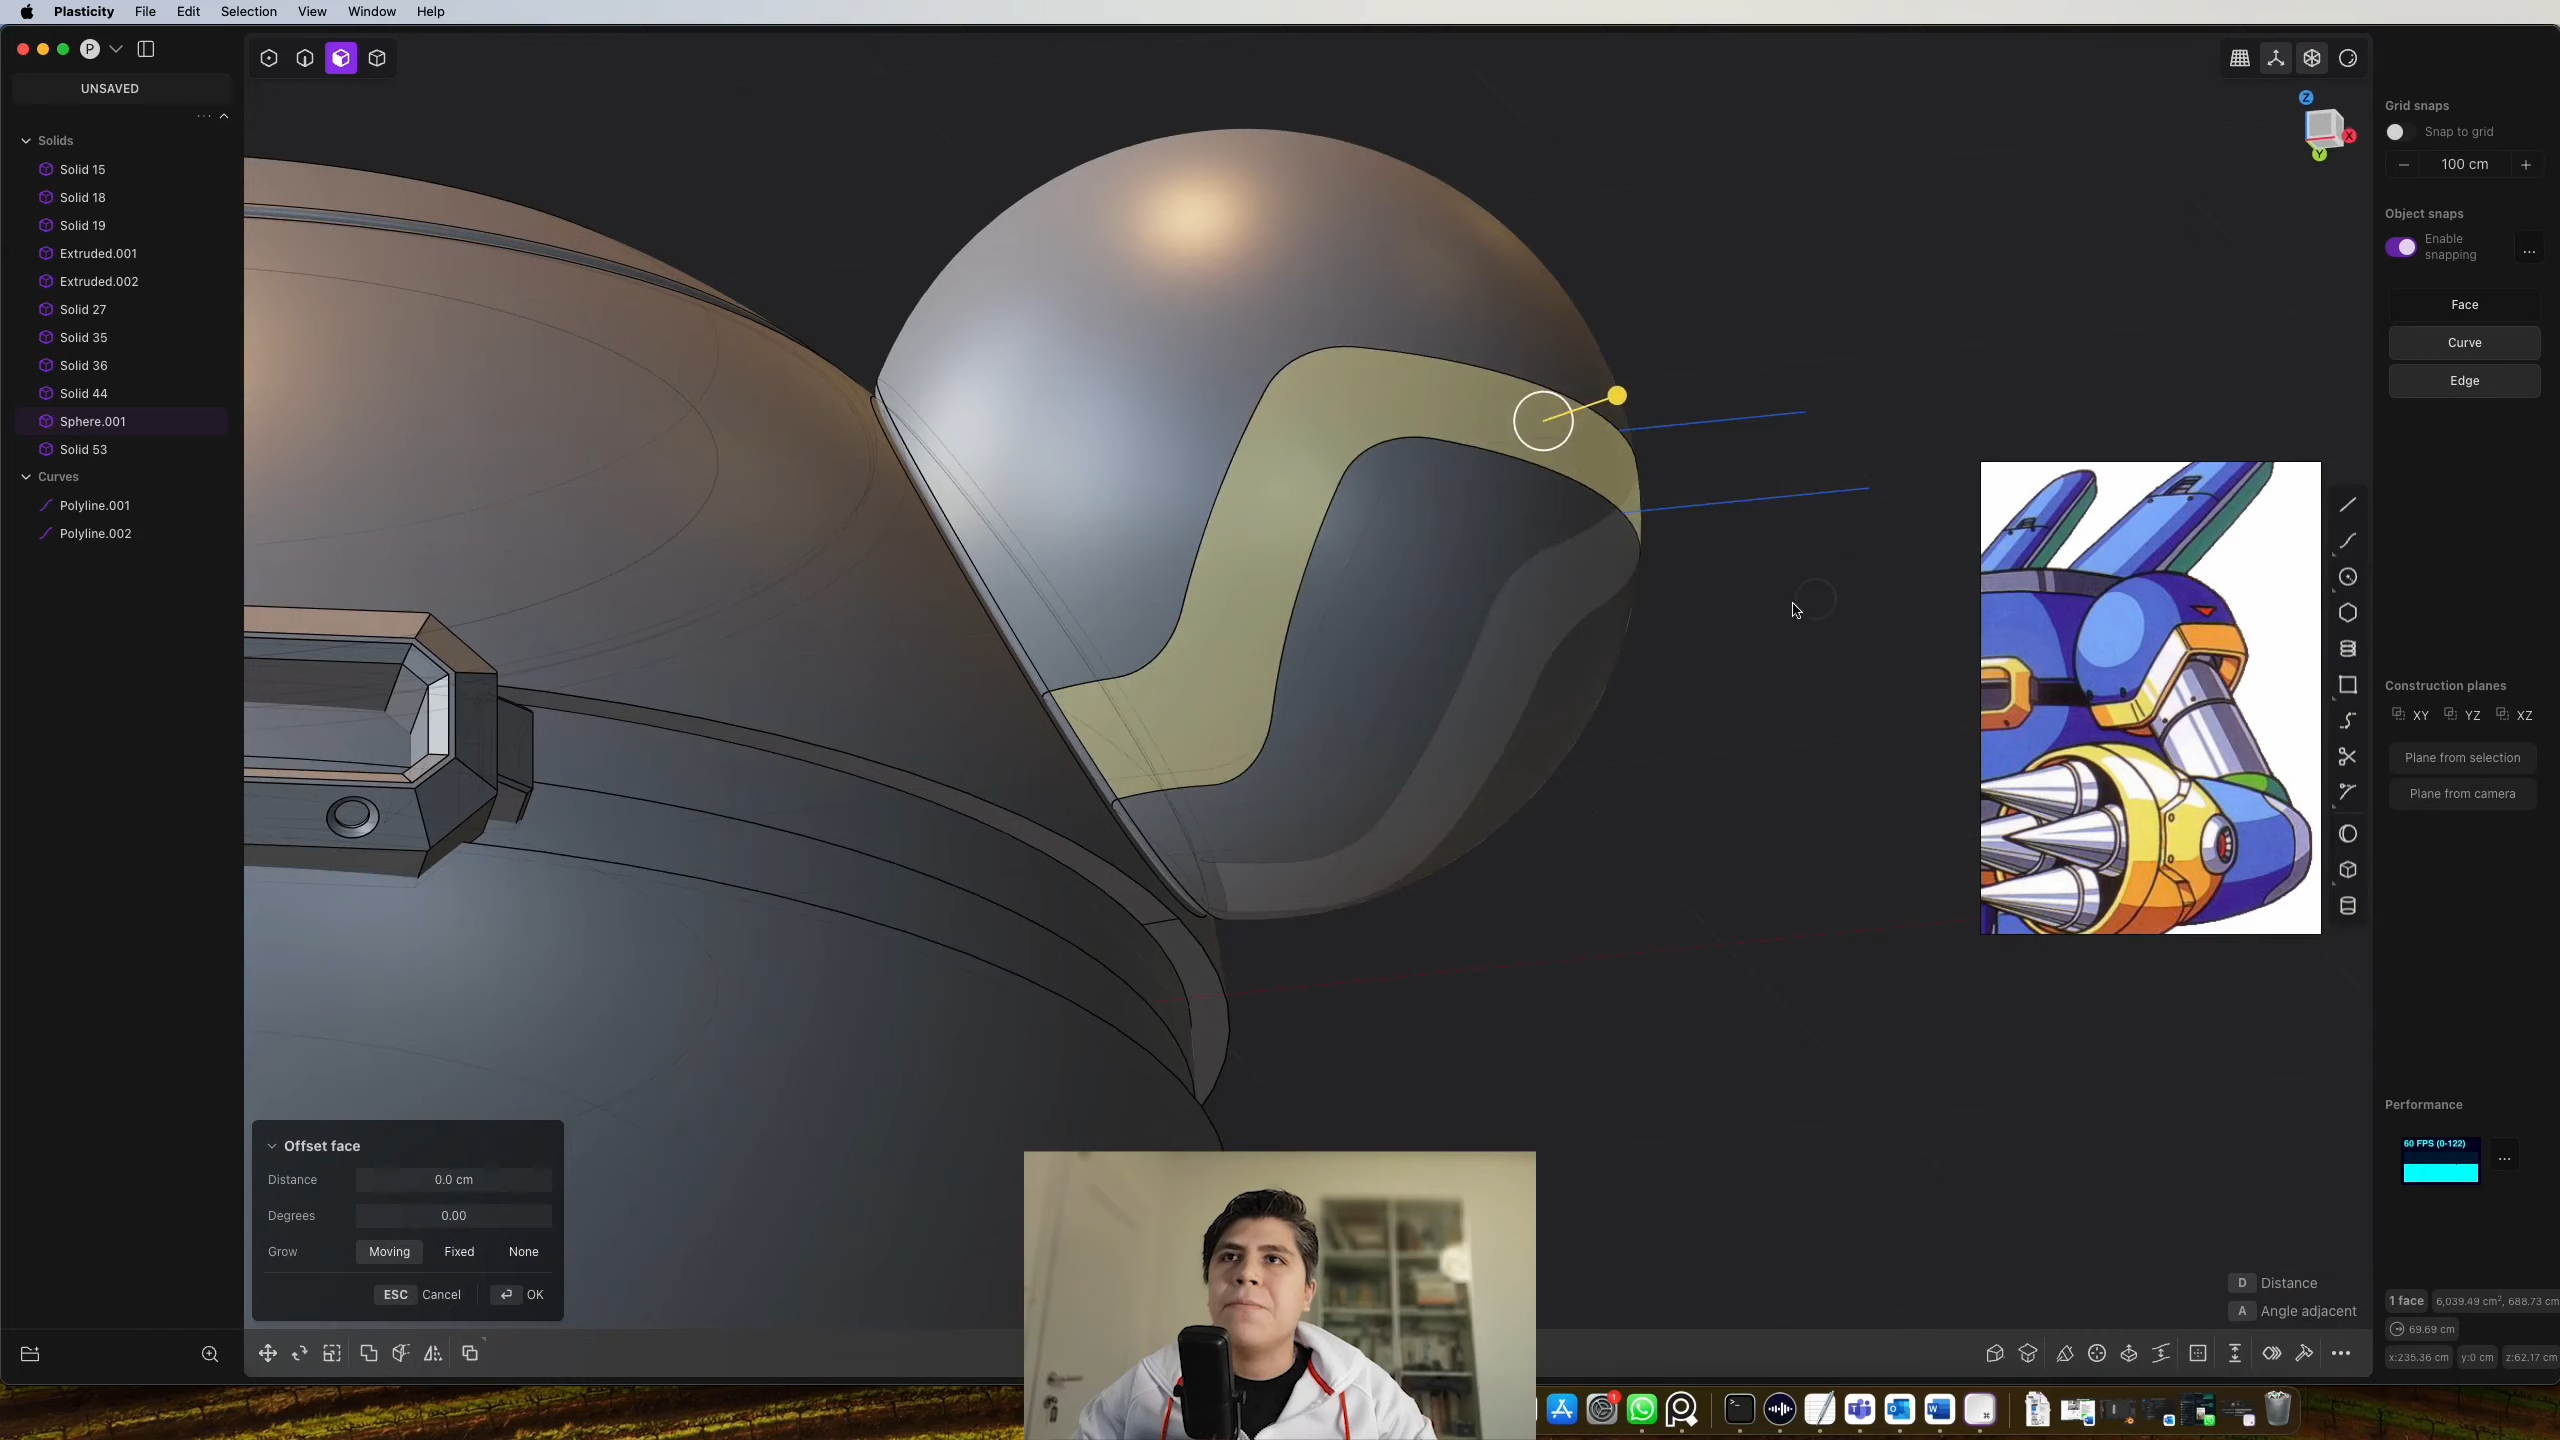 Plasticity File Edit Selection View Window Help
P
UNSAVED
Solids
Solid 15
Solid 18
Solid 19
Extruded.001
Extruded.002
Solid 27
Solid 35
Solid 36
Solid 44
Sphere.001
Solid 53
Curves
Polyline.001
Polyline.002
Z
X
Y
Grid snaps
Snap to grid
100 cm
Object snaps
Enable
snapping
Face
Curve
Edge
Construction planes
XY YZ XZ
Plane from selection
Plane from camera
Performance
60 FPS (0-122)
Offset face
Distance 0.0 cm
Degrees 0.00
Grow Moving Fixed None
ESC Cancel OK
D Distance
A Angle adjacent
1 face 6,039.49 cm², 688.73 cm
69.69 cm
x:235.36 cm y:0 cm z:62.17 cm
1